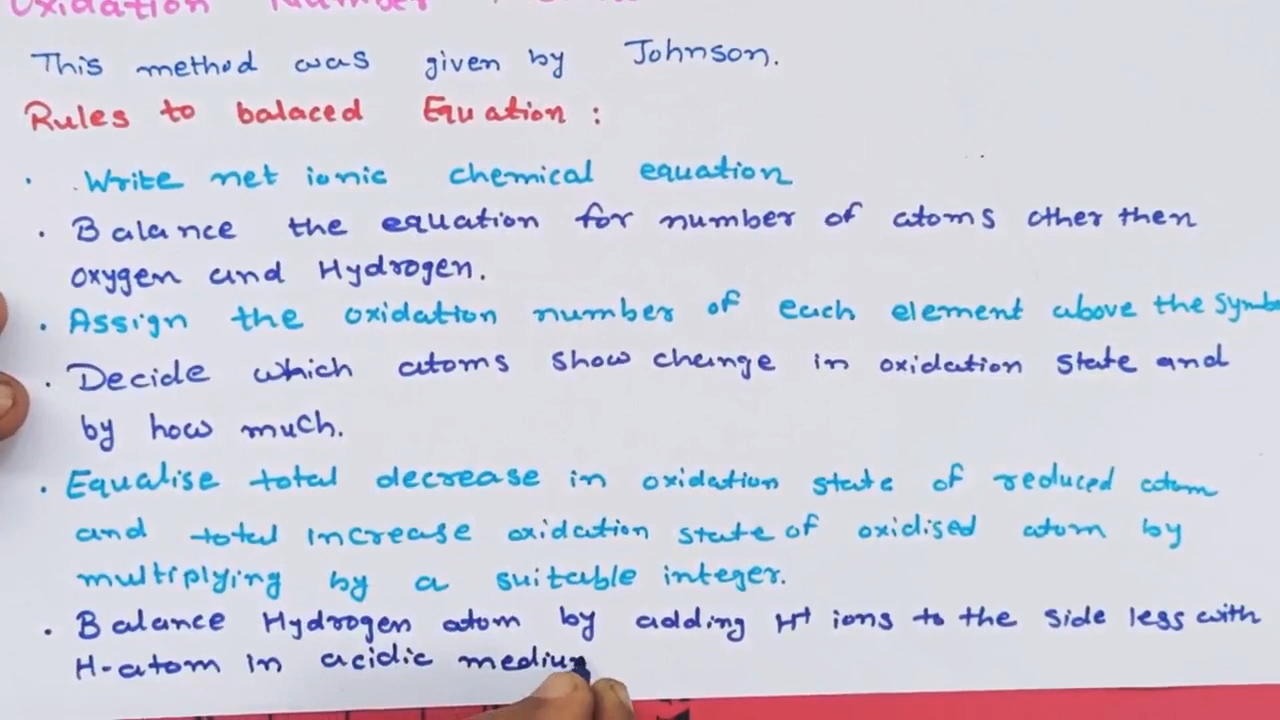 Oxidation Number
This method was given by Johnson.
Rules to balaced Equation :
. Write net ionic chemical equation
. Balance the equation for number of atoms other then
oxygen and Hydrogen.
. Assign the oxidation number of each element above the symb
. Decide which atoms show change in oxidation state and
by how much.
. Equalise total decrease in oxidation state of reduced atom
and total increase oxidation state of oxidised atom by
multiplying by a suitable integer.
. Balance Hydrogen atom by adding H+ ions to the side less with
H-atom in acidic mediu